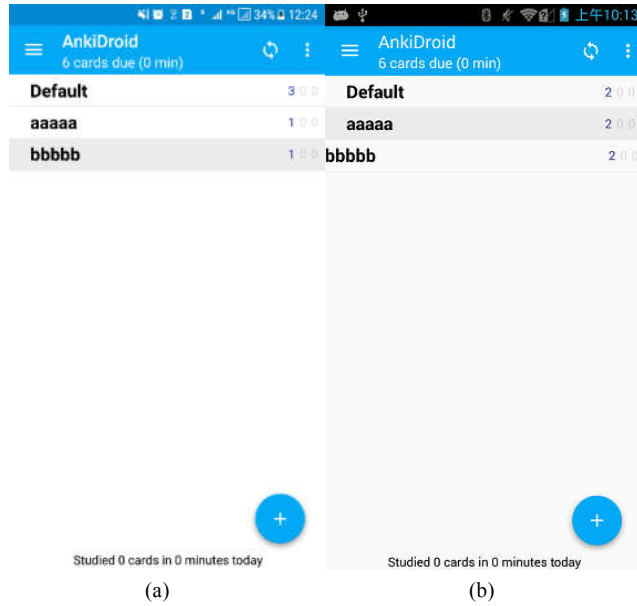 34% 12:24
AnkiDroid
6 cards due (0 min)
Default 3 0 0
aaaaa 1 0 0
bbbbb 1 0 0
Studied 0 cards in 0 minutes today
(a)
上午10:13
AnkiDroid
6 cards due (0 min)
Default 2 0 0
aaaaa 2 0 0
bbbbb 2 0 0
Studied 0 cards in 0 minutes today
(b)